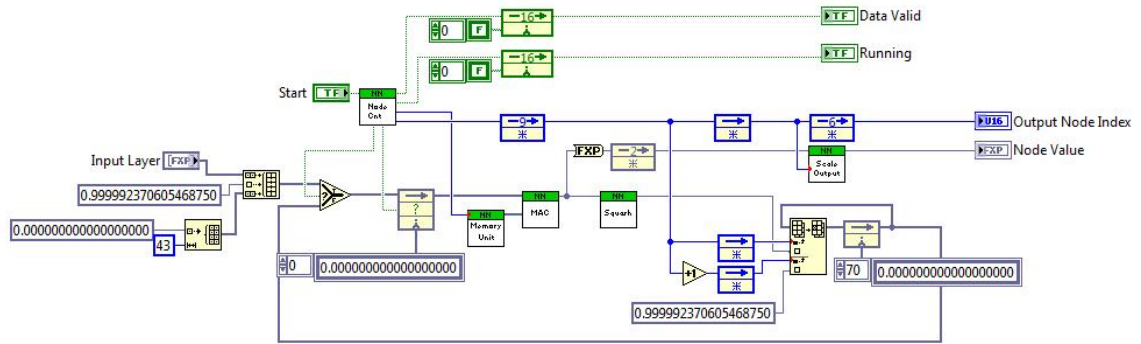 16
TF
Data Valid
0
F
16
TF
Running
0
F
Start
TF
NN
Node
Cnt
9
6
U16
Output Node Index
Input Layer
[FXP]
FXP
2
NN
Scale
Output
FXP
Node Value
0.999992370605468750
?
T
F
0.000000000000000000
43
?
NN
Memory
Unit
NN
MAC
NN
Squash
0
0.000000000000000000
+1
70
0.000000000000000000
0.999992370605468750